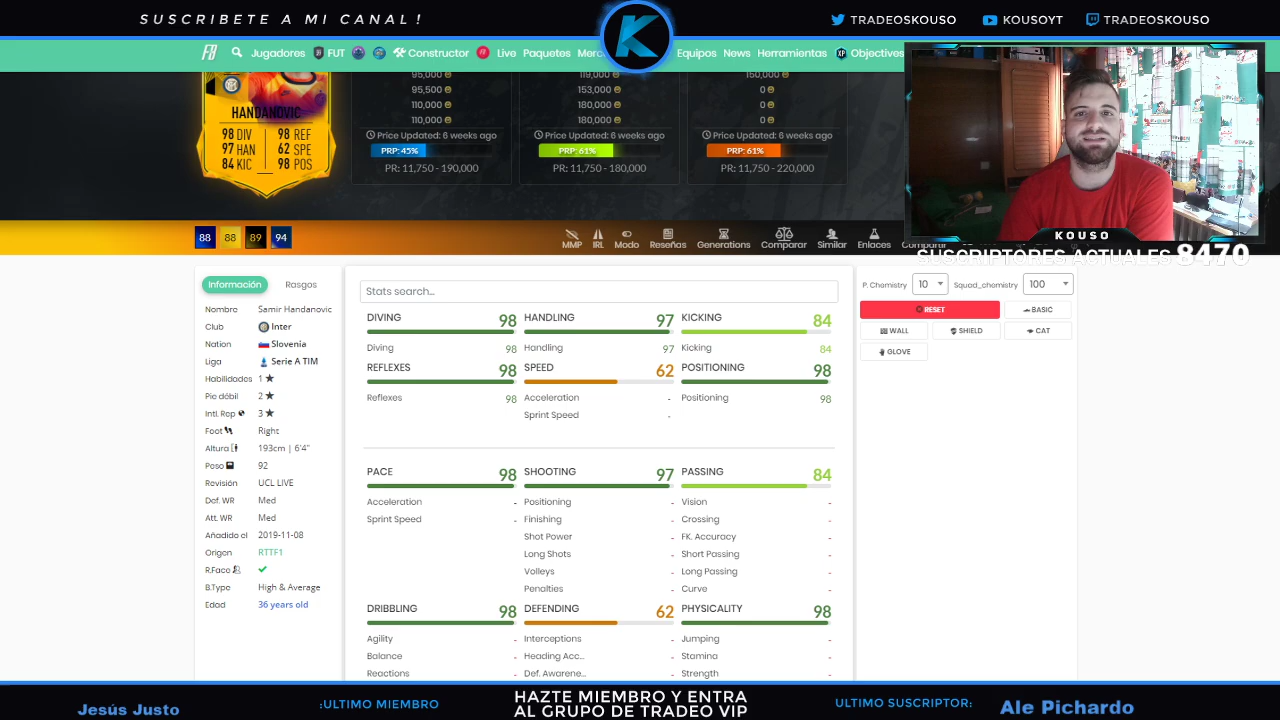 SUSCRIBETE A MI CANAL !
K
TRADEOSKOUSO
KOUSOYT
TRADEOSKOUSO
Jugadores FUT Constructor Live Paquetes Merc Equipos News Herramientas XP Objectives
95,000
119,000
150,000
95,500
153,000
0
110,000
180,000
0
110,000
180,000
0
Price Updated: 6 weeks ago
Price Updated: 6 weeks ago
Price Updated: 6 weeks ago
PRP: 45%
PRP: 61%
PRP: 61%
PR: 11,750 - 190,000
PR: 11,750 - 180,000
PR: 11,750 - 220,000
HANDANOVIC
98 DIV 98 REF
97 HAN 62 SPE
84 KIC 98 POS
88 88 89 94
MMP IRL Modo Reseñas Generations Comparar Similar Enlaces
KOUSO
SUSCRIPTORES ACTUALES 8470
Información Rasgos
Nombre Samir Handanovic
Club Inter
Nation Slovenia
Liga Serie A TIM
Habilidades 1
Pie débil 2
Intl. Rep 3
Foot Right
Altura 193cm | 6'4"
Peso 92
Revisión UCL LIVE
Def. WR Med
Att. WR Med
Añadido el 2019-11-08
Origen RTTF1
R.Face
B.Type High & Average
Edad 36 years old
Stats search...
DIVING 98 HANDLING 97 KICKING 84
Diving 98 Handling 97 Kicking 84
REFLEXES 98 SPEED 62 POSITIONING 98
Reflexes 98 Acceleration - Positioning 98
Sprint Speed -
PACE 98 SHOOTING 97 PASSING 84
Acceleration - Positioning - Vision -
Sprint Speed - Finishing - Crossing -
Shot Power - FK. Accuracy -
Long Shots - Short Passing -
Volleys - Long Passing -
Penalties - Curve -
DRIBBLING 98 DEFENDING 62 PHYSICALITY 98
Agility - Interceptions - Jumping -
Balance - Heading Acc... - Stamina -
Reactions - Def. Awarene... - Strength -
P. Chemistry 10 Squad_chemistry 100
RESET BASIC
WALL SHIELD CAT
GLOVE
Jesús Justo
:ULTIMO MIEMBRO
HAZTE MIEMBRO Y ENTRA
AL GRUPO DE TRADEO VIP
ULTIMO SUSCRIPTOR:
Ale Pichardo